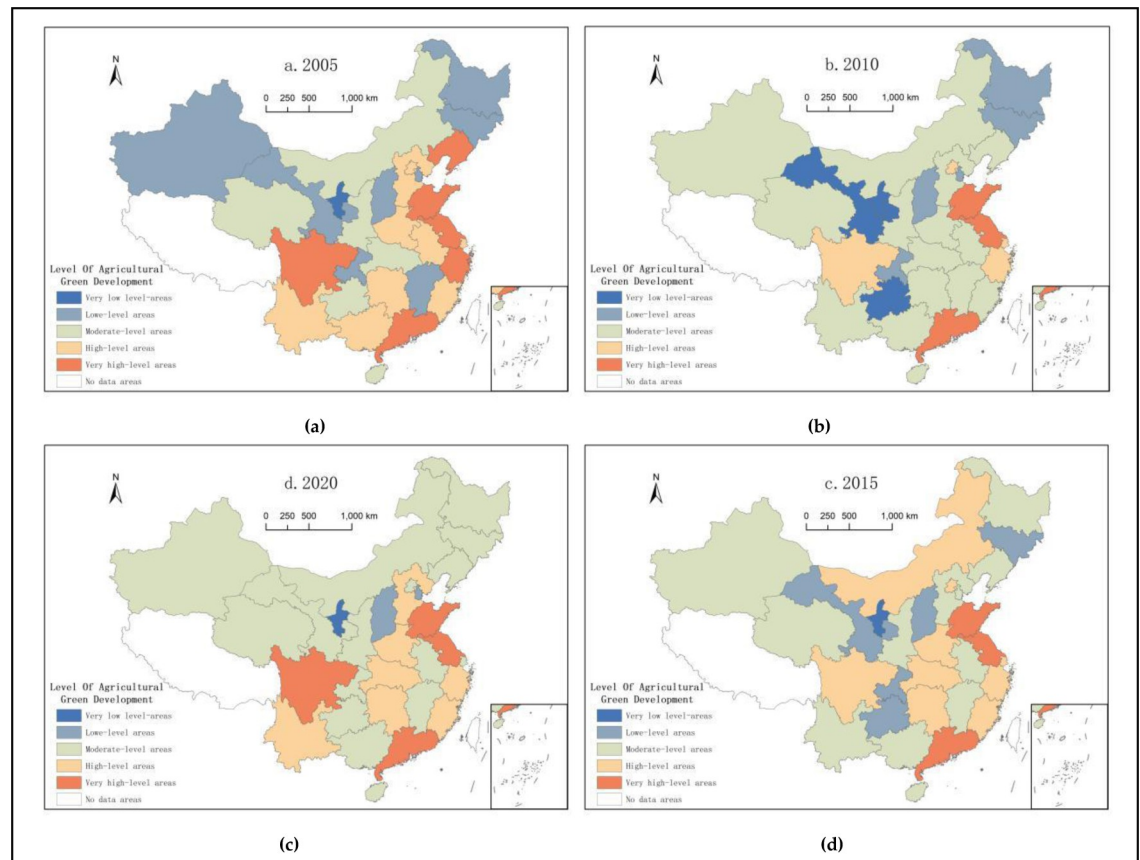 N
a. 2005
0 250 500 1,000 km
Level Of Agricultural
Green Development
Very low level-areas
Lowe-level areas
Moderate-level areas
High-level areas
Very high-level areas
No data areas
(a)
N
b. 2010
0 250 500 1,000 km
Level Of Agricultural
Green Development
Very low level-areas
Lowe-level areas
Moderate-level areas
High-level areas
Very high-level areas
No data areas
(b)
N
d. 2020
0 250 500 1,000 km
Level Of Agricultural
Green Development
Very low level-areas
Lowe-level areas
Moderate-level areas
High-level areas
Very high-level areas
No data areas
(c)
N
c. 2015
0 250 500 1,000 km
Level Of Agricultural
Green Development
Very low level-areas
Lowe-level areas
Moderate-level areas
High-level areas
Very high-level areas
No data areas
(d)